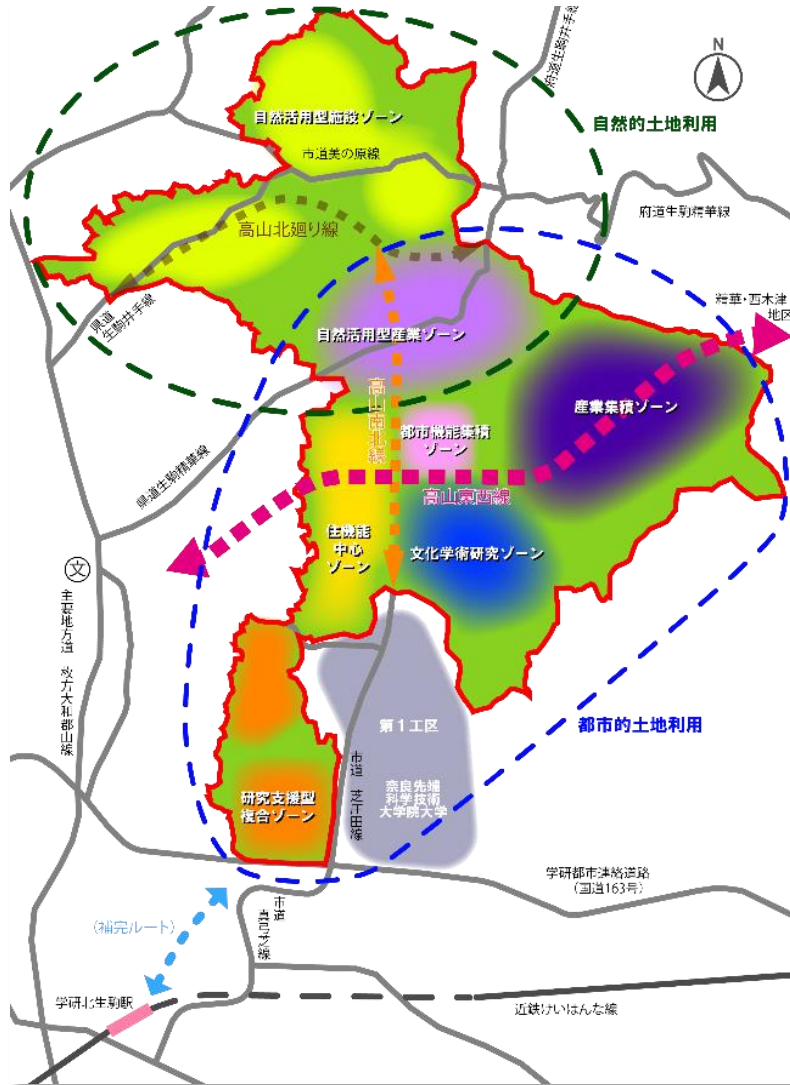 N
府道生駒井手線
自然活用型施設ゾーン
自然的土地利用
市道美の原線
府道生駒精華線
高山北廻り線
精華・西木津
地区
県道
生駒井手線
自然活用型産業ゾーン
高山南北線
産業集積ゾーン
都市機能集積
ゾーン
県道生駒精華線
高山東西線
住機能
中心
ゾーン
文化学術研究ゾーン
文
主要地方道 枚方大和郡山線
第1工区
都市的土地利用
市道 芝庄田線
奈良先端
科学技術
大学院大学
研究支援型
複合ゾーン
学研都市連絡道路
(国道163号)
市道
真弓芝線
(補完ルート)
学研北生駒駅
近鉄けいはんな線